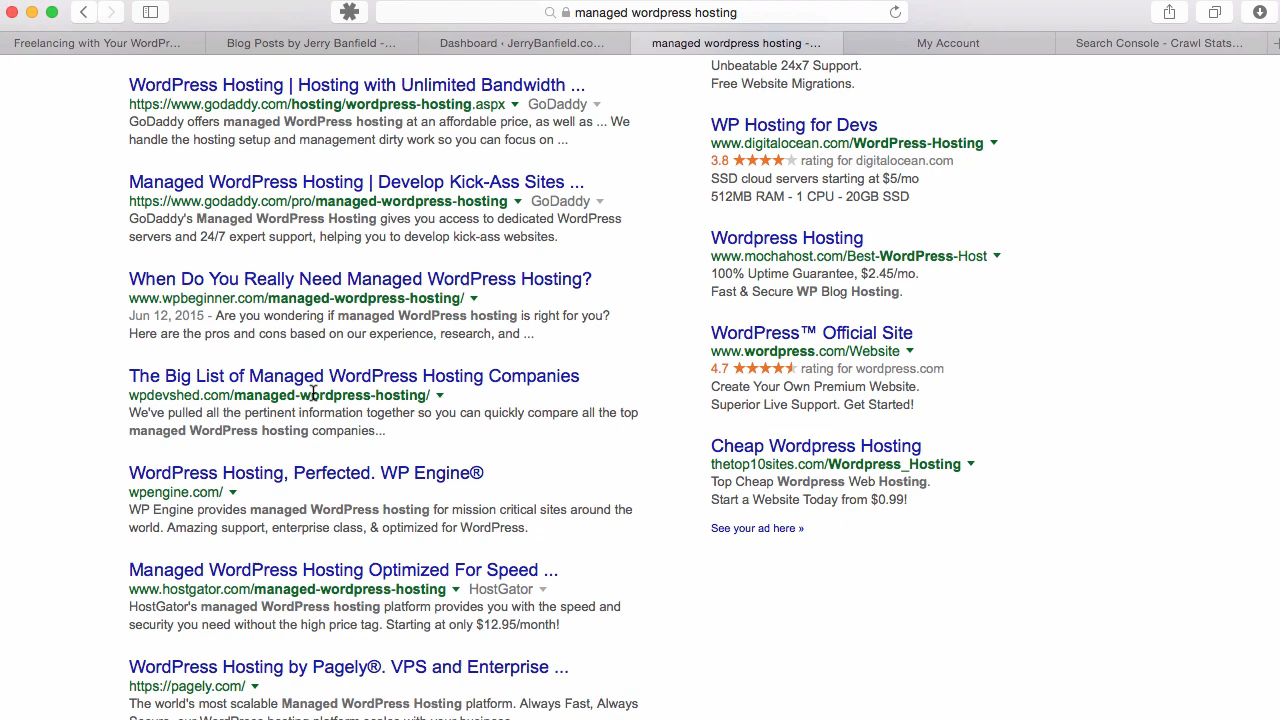 managed wordpress hosting
Freelancing with Your WordPr...
Blog Posts by Jerry Banfield -...
Dashboard ‹ JerryBanfield.co...
managed wordpress hosting -...
My Account
Search Console - Crawl Stats...
WordPress Hosting | Hosting with Unlimited Bandwidth ...
https://www.godaddy.com/hosting/wordpress-hosting.aspx ▼ GoDaddy ▼
GoDaddy offers managed WordPress hosting at an affordable price, as well as ... We
handle the hosting setup and management dirty work so you can focus on ...
Managed WordPress Hosting | Develop Kick-Ass Sites ...
https://www.godaddy.com/pro/managed-wordpress-hosting ▼ GoDaddy ▼
GoDaddy's Managed WordPress Hosting gives you access to dedicated WordPress
servers and 24/7 expert support, helping you to develop kick-ass websites.
When Do You Really Need Managed WordPress Hosting?
www.wpbeginner.com/managed-wordpress-hosting/ ▼
Jun 12, 2015 - Are you wondering if managed WordPress hosting is right for you?
Here are the pros and cons based on our experience, research, and ...
The Big List of Managed WordPress Hosting Companies
wpdevshed.com/managed-wordpress-hosting/ ▼
We've pulled all the pertinent information together so you can quickly compare all the top
managed WordPress hosting companies...
WordPress Hosting, Perfected. WP Engine®
wpengine.com/ ▼
WP Engine provides managed WordPress hosting for mission critical sites around the
world. Amazing support, enterprise class, & optimized for WordPress.
Managed WordPress Hosting Optimized For Speed ...
www.hostgator.com/managed-wordpress-hosting ▼ HostGator ▼
HostGator's managed WordPress hosting platform provides you with the speed and
security you need without the high price tag. Starting at only $12.95/month!
WordPress Hosting by Pagely®. VPS and Enterprise ...
https://pagely.com/ ▼
The world's most scalable Managed WordPress Hosting platform. Always Fast, Always
Secure, our WordPress hosting platform scales with your business.
Unbeatable 24x7 Support.
Free Website Migrations.
WP Hosting for Devs
www.digitalocean.com/WordPress-Hosting ▼
3.8 ★★★★★ rating for digitalocean.com
SSD cloud servers starting at $5/mo
512MB RAM - 1 CPU - 20GB SSD
Wordpress Hosting
www.mochahost.com/Best-WordPress-Host ▼
100% Uptime Guarantee, $2.45/mo.
Fast & Secure WP Blog Hosting.
WordPress™ Official Site
www.wordpress.com/Website ▼
4.7 ★★★★★ rating for wordpress.com
Create Your Own Premium Website.
Superior Live Support. Get Started!
Cheap Wordpress Hosting
thetop10sites.com/Wordpress_Hosting ▼
Top Cheap Wordpress Web Hosting.
Start a Website Today from $0.99!
See your ad here »